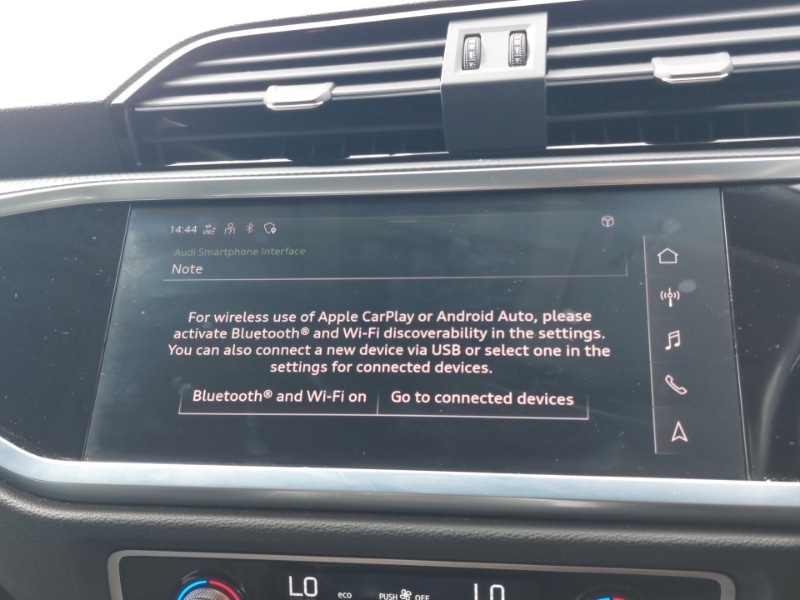 14:44
Audi Smartphone Interface
Note
For wireless use of Apple CarPlay or Android Auto, please
activate Bluetooth® and Wi-Fi discoverability in the settings.
You can also connect a new device via USB or select one in the
settings for connected devices.
Bluetooth® and Wi-Fi on Go to connected devices
LO eco PUSH OFF LO